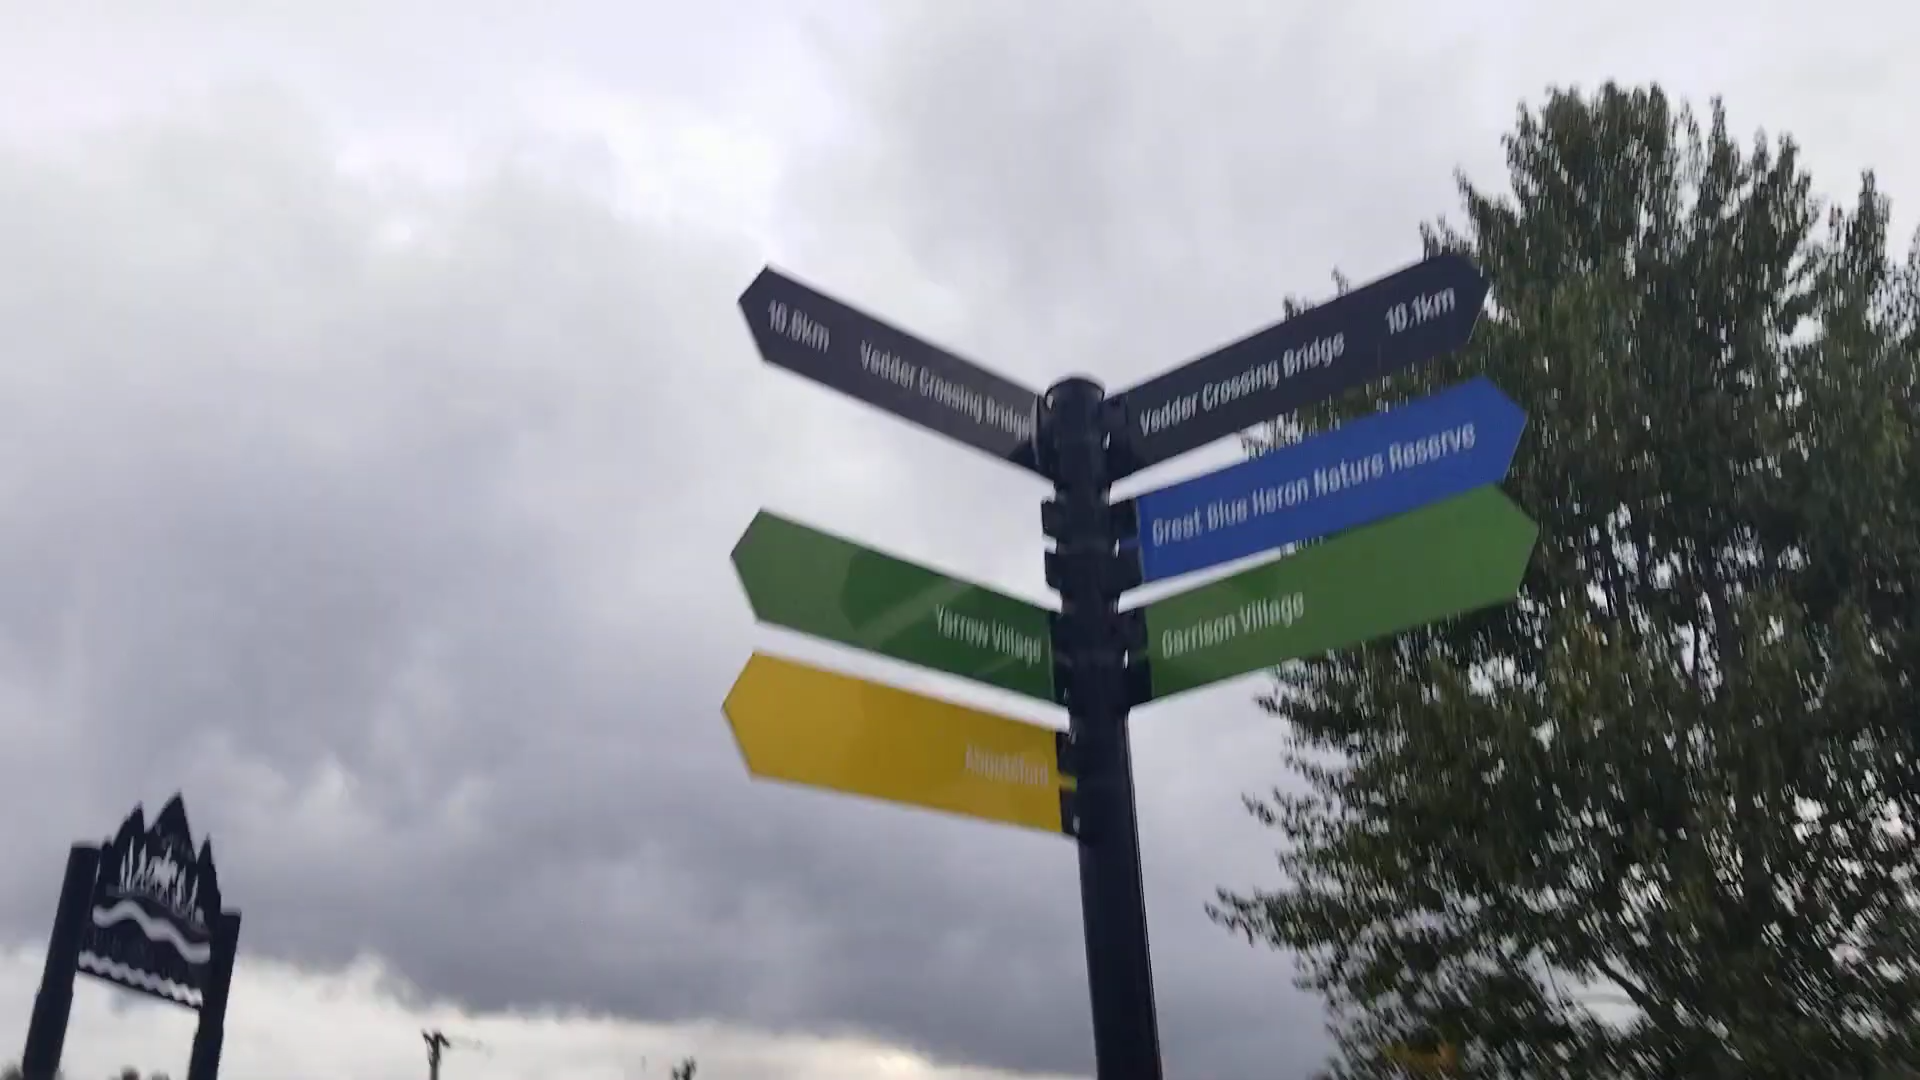 10.6km Vedder Crossing Bridge
Vedder Crossing Bridge 10.1km
Great Blue Heron Nature Reserve
Yarrow Village
Garrison Village
Abbotsford